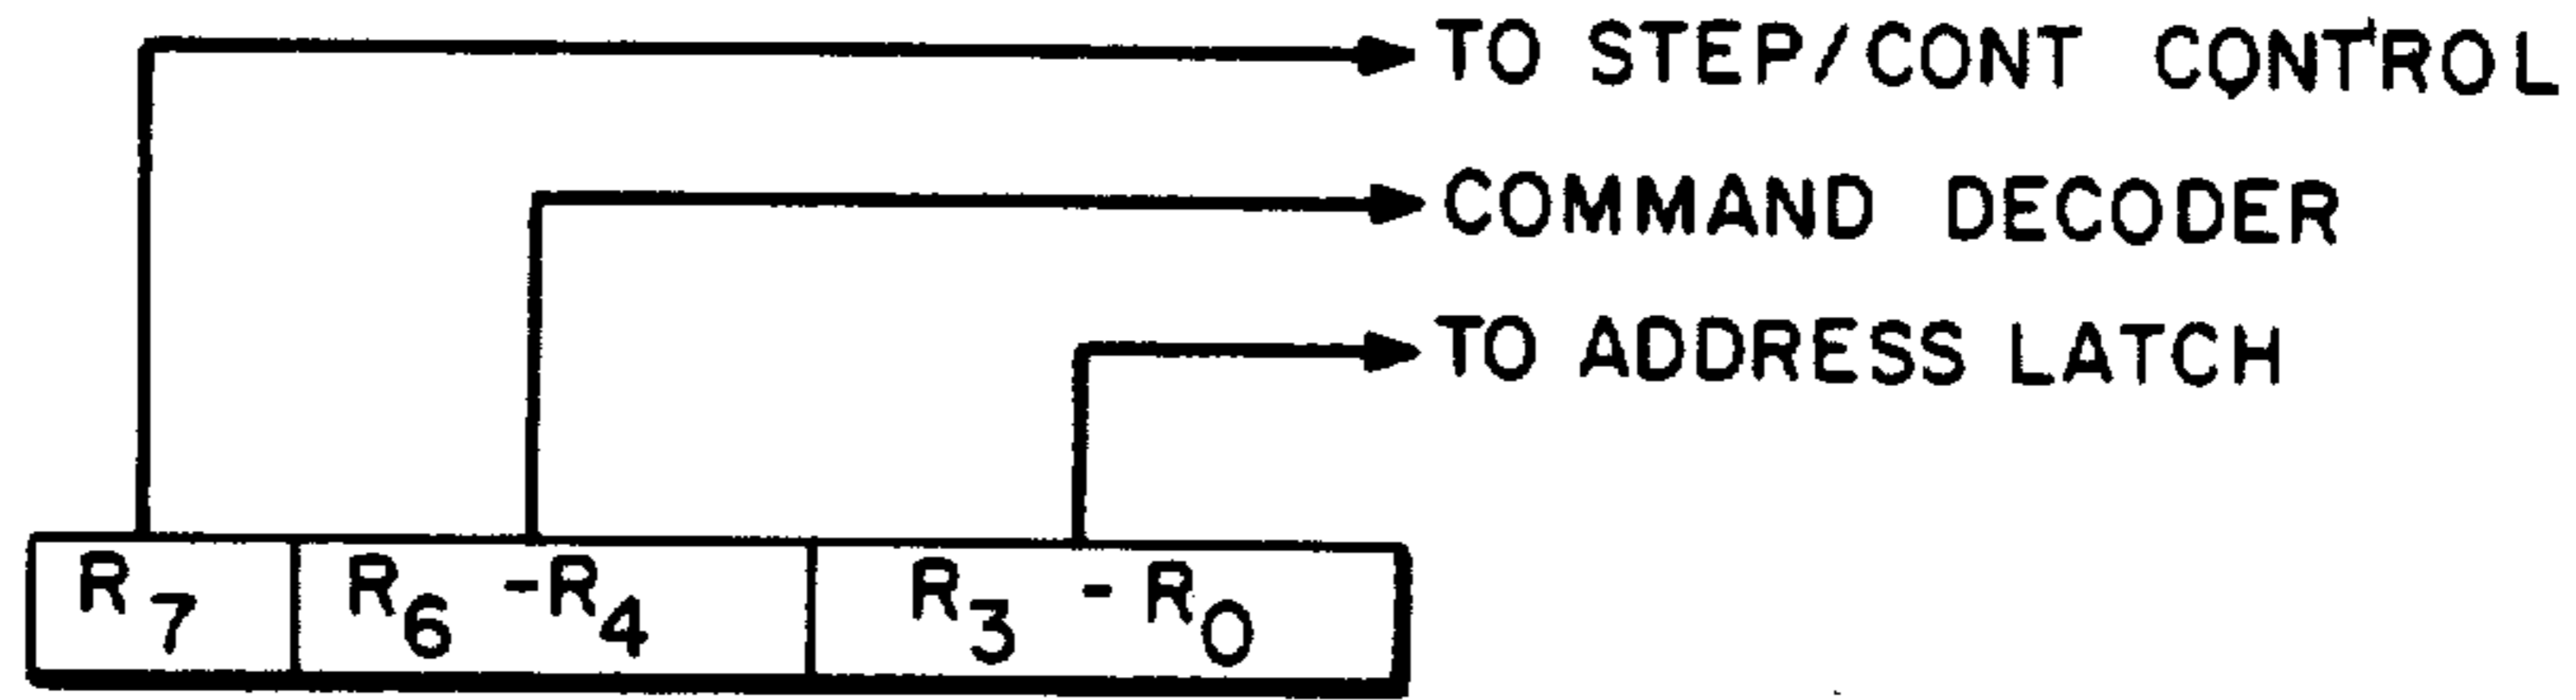 TO STEP/CONT CONTROL
COMMAND DECODER
TO ADDRESS LATCH
R7 R6 - R4 R3 - R0